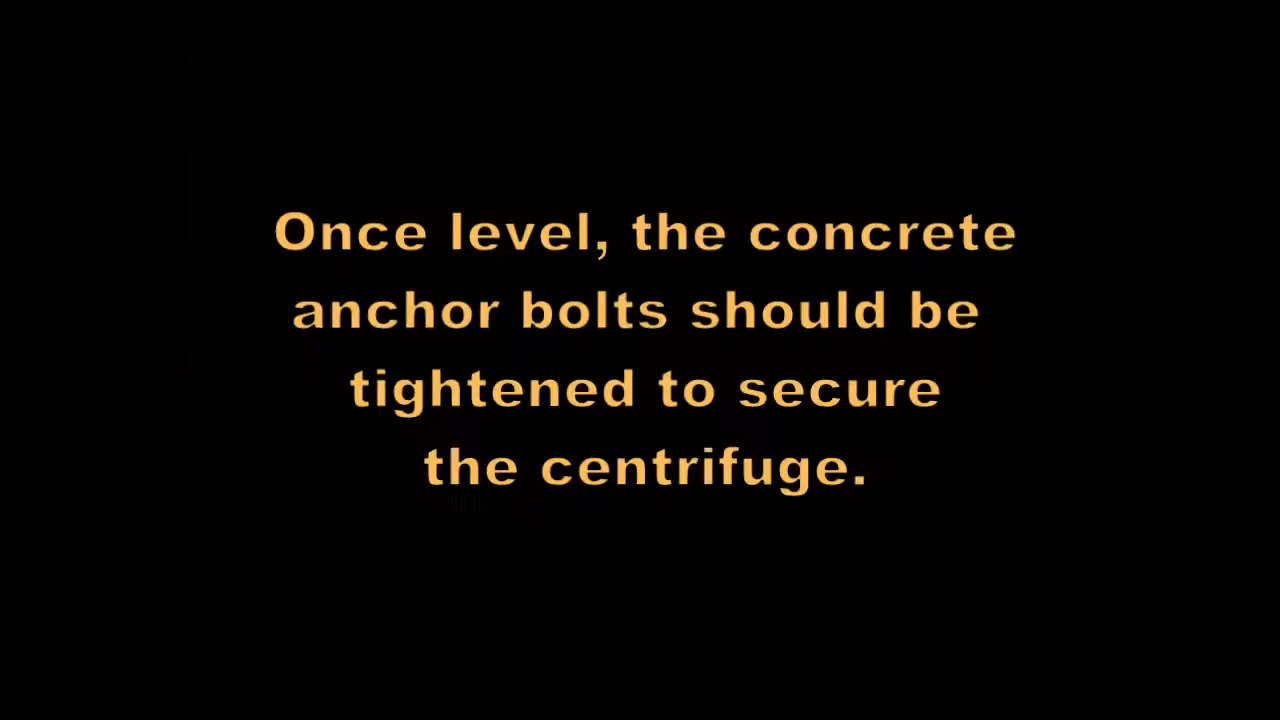 Once level, the concrete
anchor bolts should be
tightened to secure
the centrifuge.